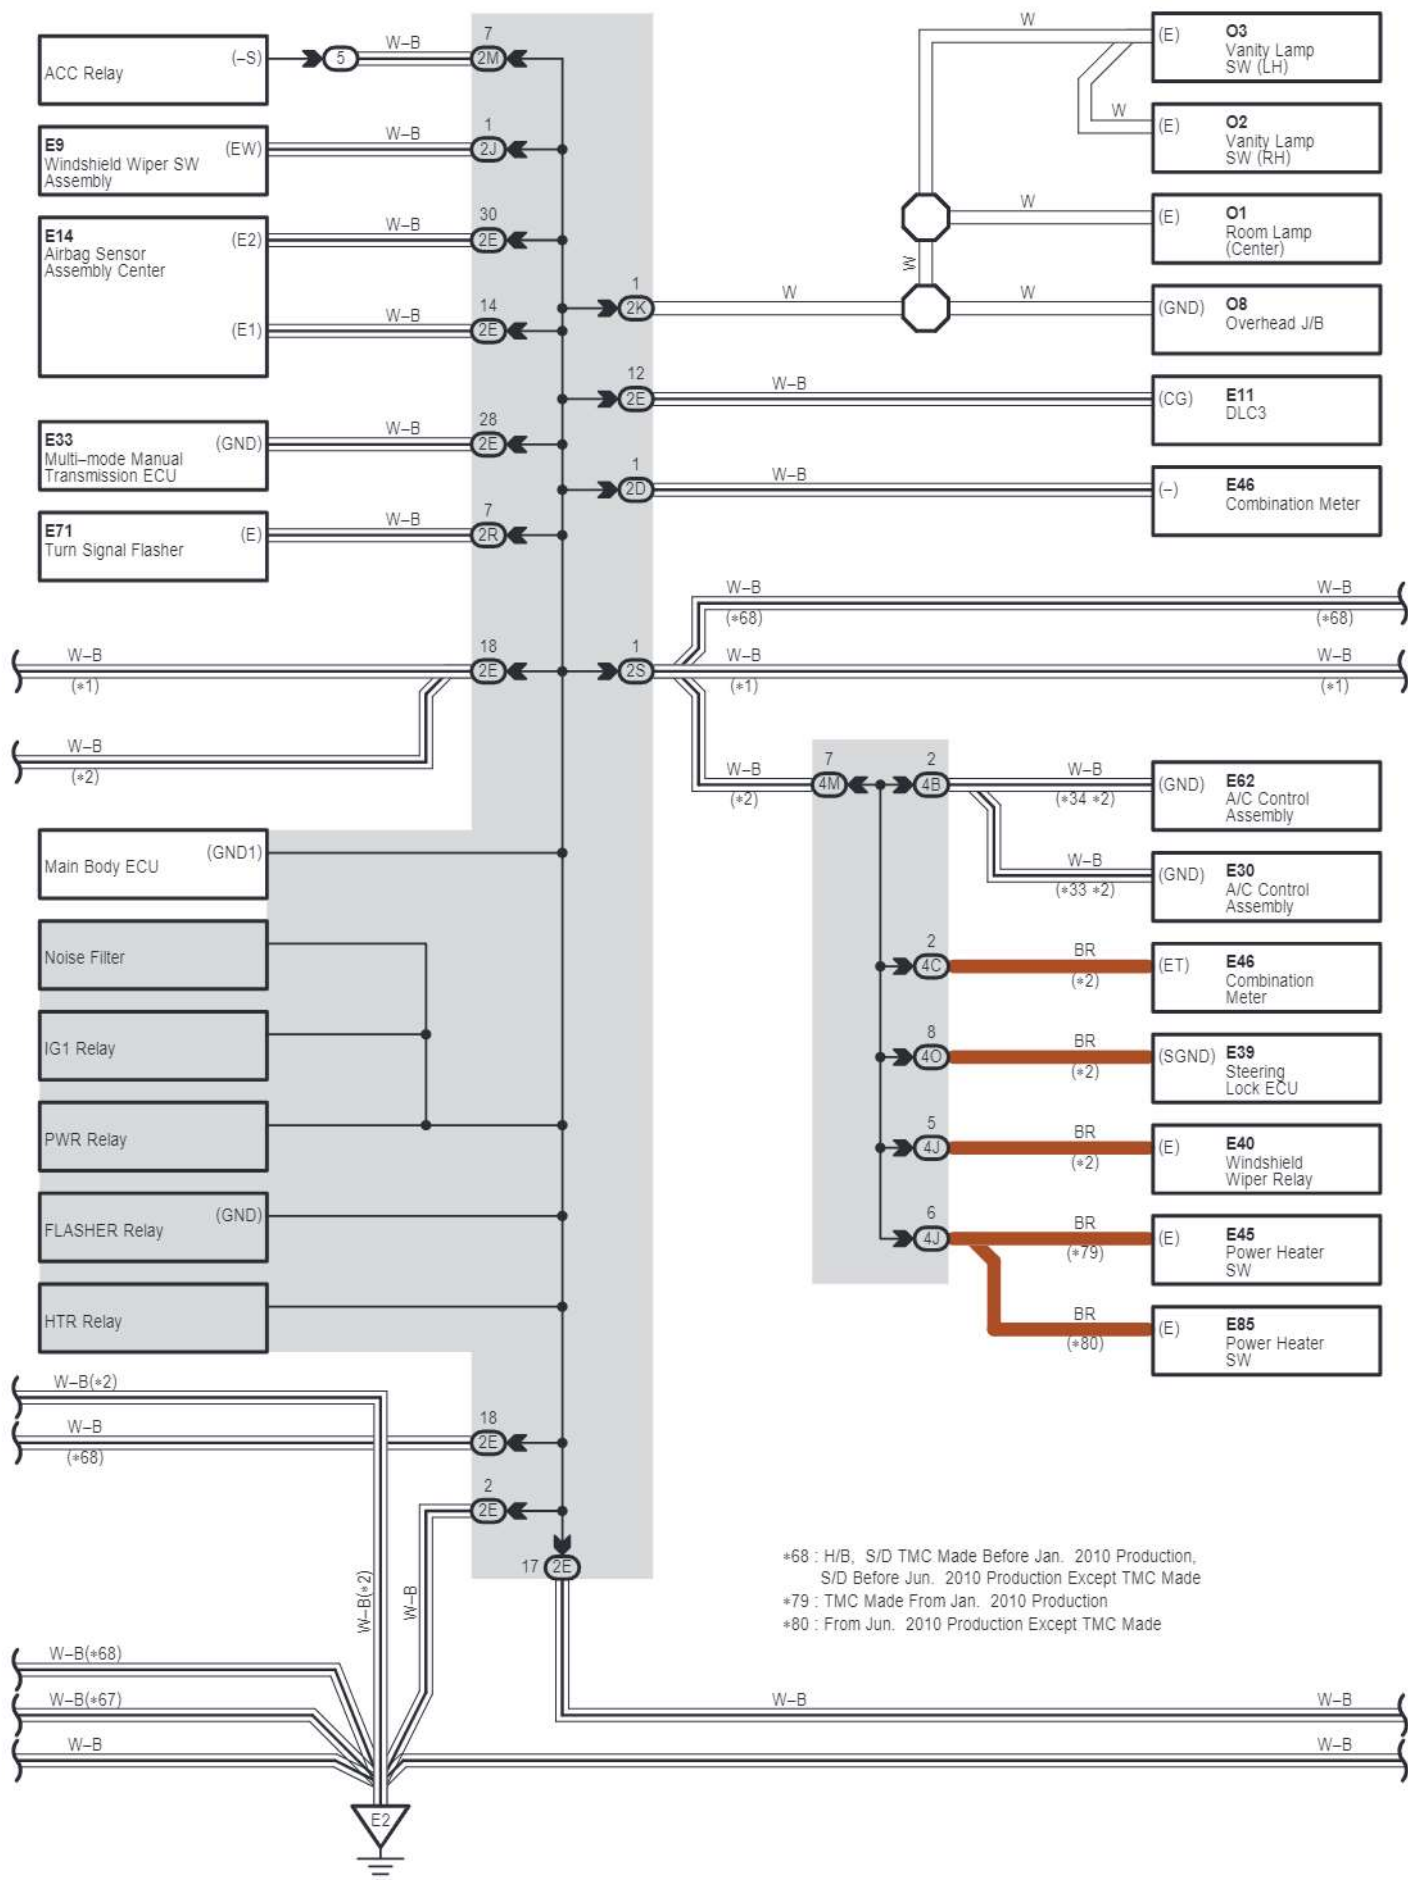 ACC Relay
(–S)
5
W–B
7
2M
E9
Windshield Wiper SW
Assembly
(EW)
W–B
1
2J
E14
Airbag Sensor
Assembly Center
(E2)
W–B
30
2E
(E1)
W–B
14
2E
E33
Multi–mode Manual
Transmission ECU
(GND)
W–B
28
2E
E71
Turn Signal Flasher
(E)
W–B
7
2R
W
(E)
O3
Vanity Lamp
SW (LH)
W
(E)
O2
Vanity Lamp
SW (RH)
W
(E)
O1
Room Lamp
(Center)
W
1
2K
W
W
(GND)
O8
Overhead J/B
12
2E
W–B
(CG)
E11
DLC3
1
2D
W–B
(–)
E46
Combination Meter
W–B
(∗68)
W–B
(∗68)
W–B
(∗1)
18
2E
1
2S
W–B
(∗1)
W–B
(∗1)
W–B
(∗2)
W–B
(∗2)
7
4M
2
4B
W–B
(∗34 ∗2)
(GND)
E62
A/C Control
Assembly
W–B
(∗33 ∗2)
(GND)
E30
A/C Control
Assembly
2
4C
BR
(∗2)
(ET)
E46
Combination
Meter
8
4O
BR
(∗2)
(SGND)
E39
Steering
Lock ECU
5
4J
BR
(∗2)
(E)
E40
Windshield
Wiper Relay
6
4J
BR
(∗79)
(E)
E45
Power Heater
SW
BR
(∗80)
(E)
E85
Power Heater
SW
Main Body ECU
(GND1)
Noise Filter
IG1 Relay
PWR Relay
FLASHER Relay
(GND)
HTR Relay
W–B(∗2)
W–B
(∗68)
18
2E
2
2E
17 2E
W–B(∗2)
W–B
∗68 : H/B, S/D TMC Made Before Jan. 2010 Production,
S/D Before Jun. 2010 Production Except TMC Made
∗79 : TMC Made From Jan. 2010 Production
∗80 : From Jun. 2010 Production Except TMC Made
W–B(∗68)
W–B(∗67)
W–B
W–B
W–B
W–B
E2